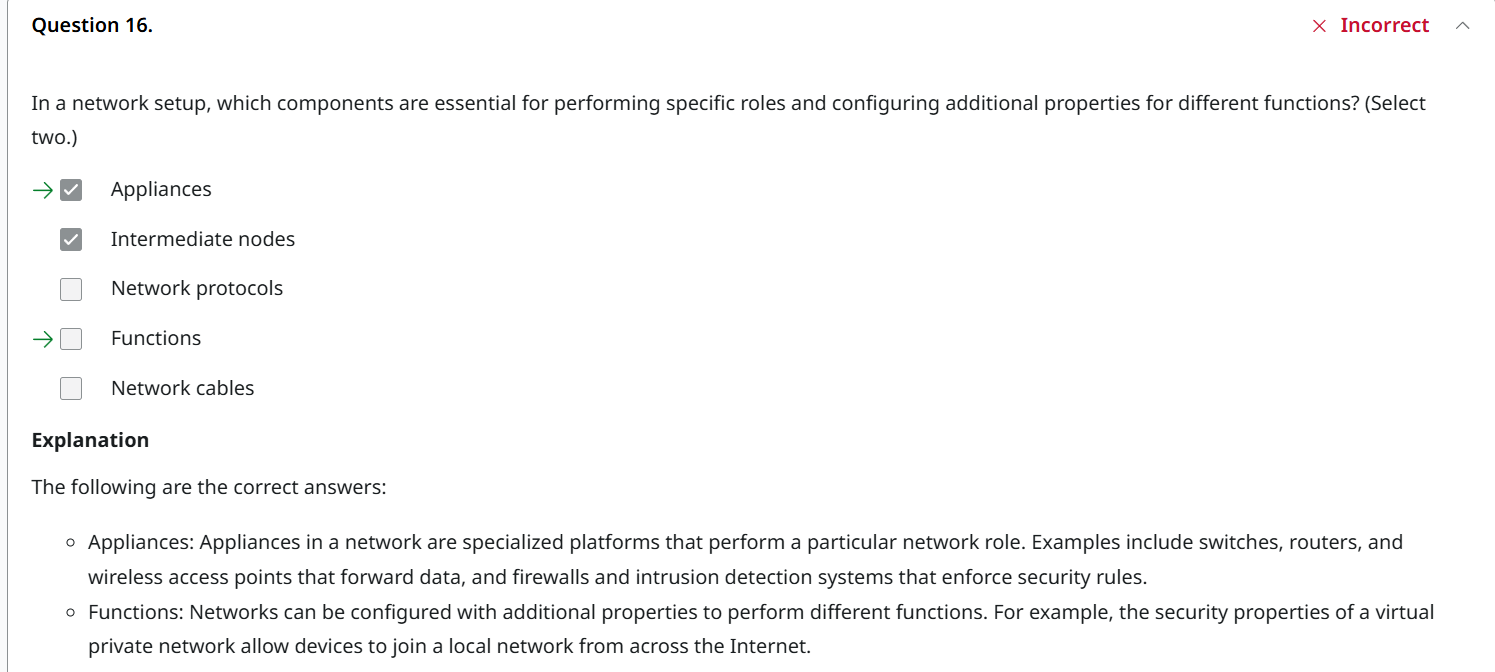 Question 16.
Incorrect
In a network setup, which components are essential for performing specific roles and configuring additional properties for different functions? (Select
two.)
Appliances
Intermediate nodes
Network protocols
Functions
Network cables
Explanation
The following are the correct answers:
Appliances: Appliances in a network are specialized platforms that perform a particular network role. Examples include switches, routers, and
wireless access points that forward data, and firewalls and intrusion detection systems that enforce security rules.
Functions: Networks can be configured with additional properties to perform different functions. For example, the security properties of a virtual
private network allow devices to join a local network from across the Internet.